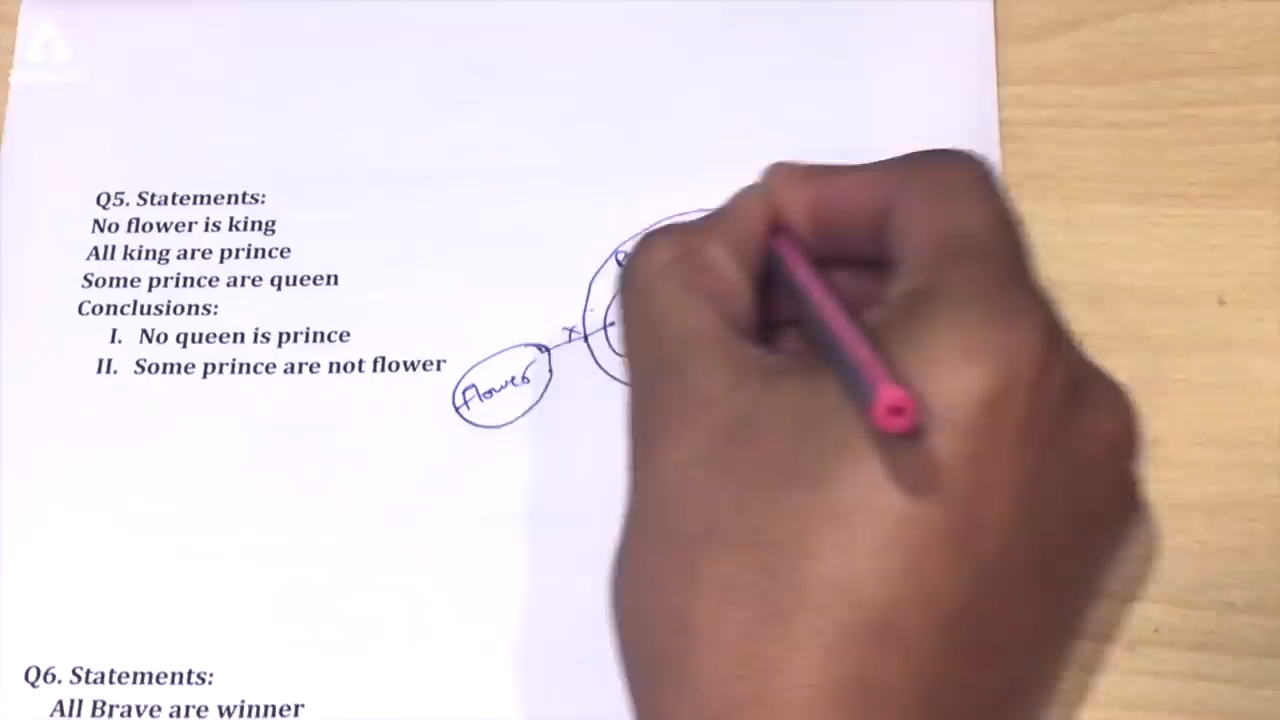 Q5. Statements:
No flower is king
All king are prince
Some prince are queen
Conclusions:
I. No queen is prince
II. Some prince are not flower
flower
Q6. Statements:
All Brave are winner